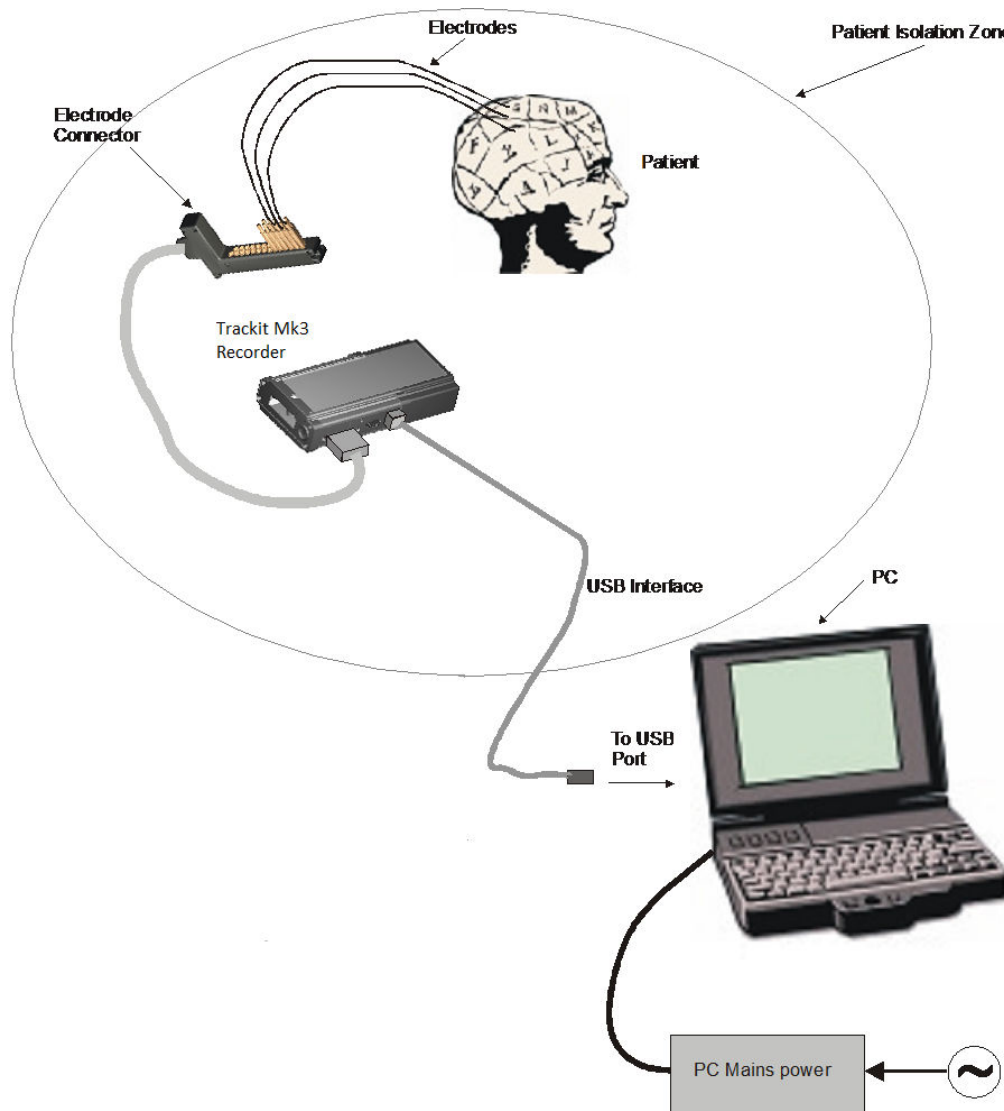 Electrodes
Patient Isolation Zone
Electrode
Connector
Patient
Trackit Mk3
Recorder
USB Interface
PC
To USB
Port
PC Mains power